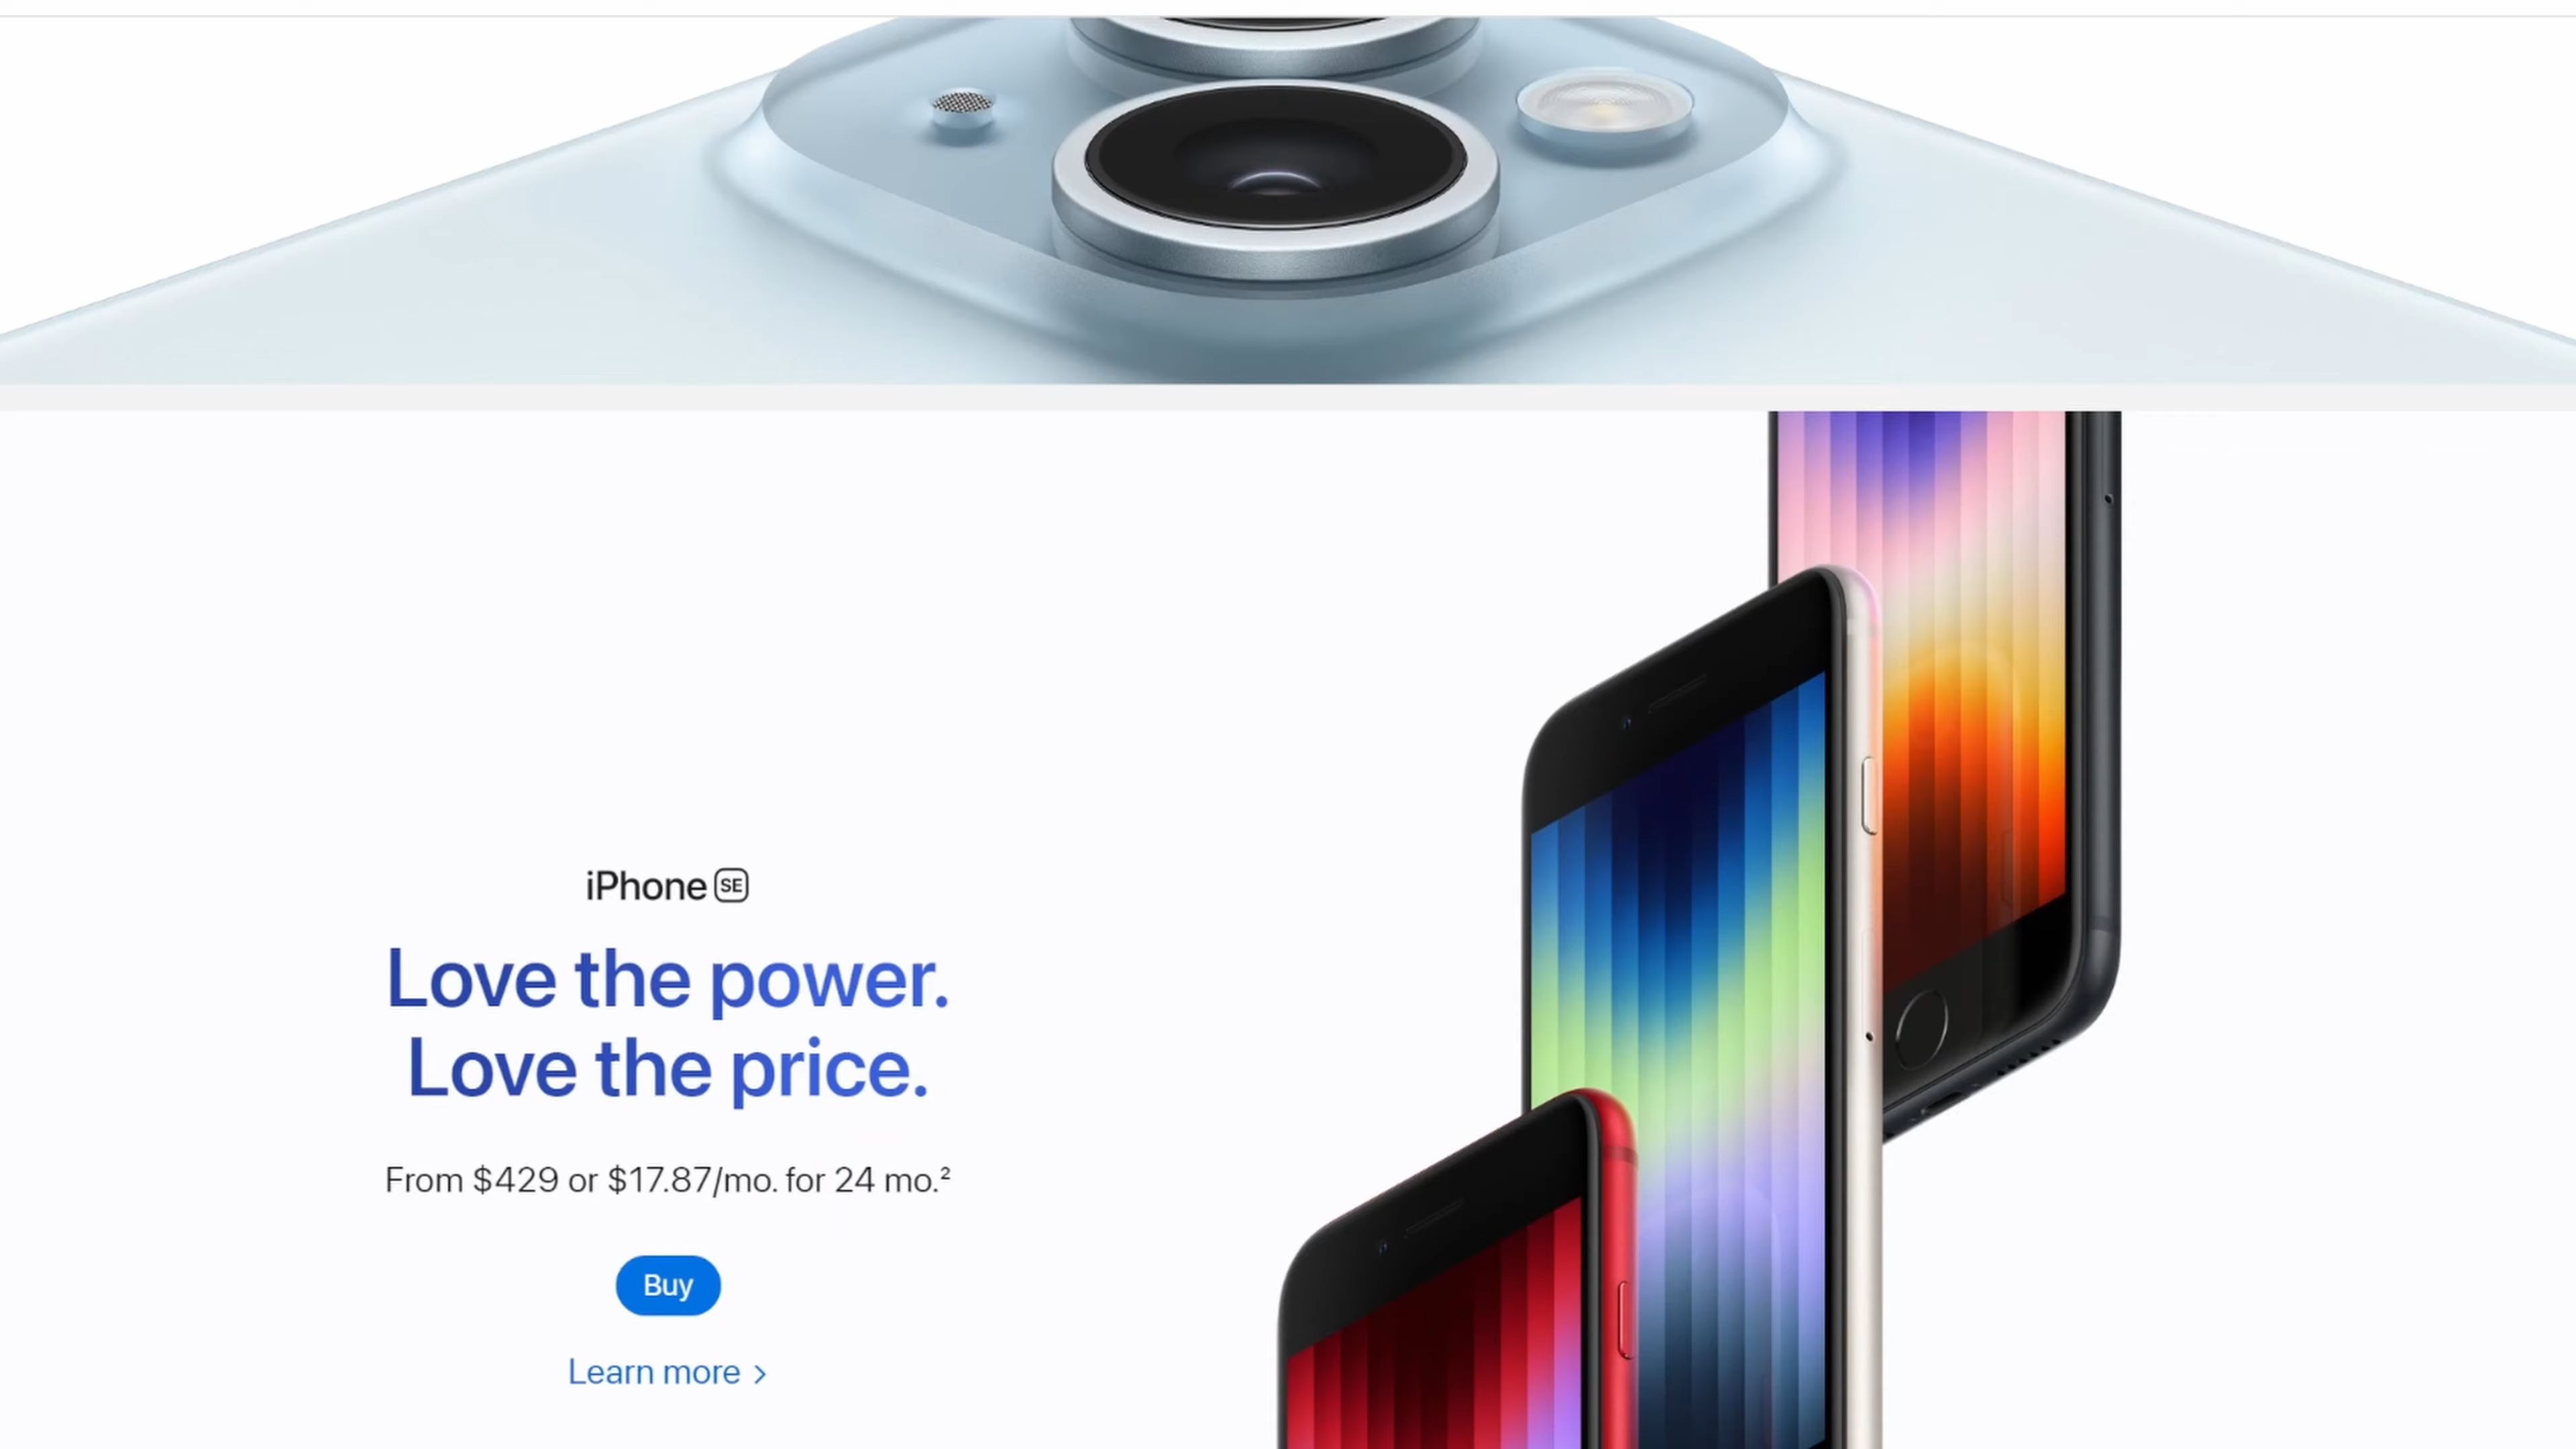 iPhone SE
Love the power.
Love the price.
From $429 or $17.87/mo. for 24 mo.²
Buy
Learn more >